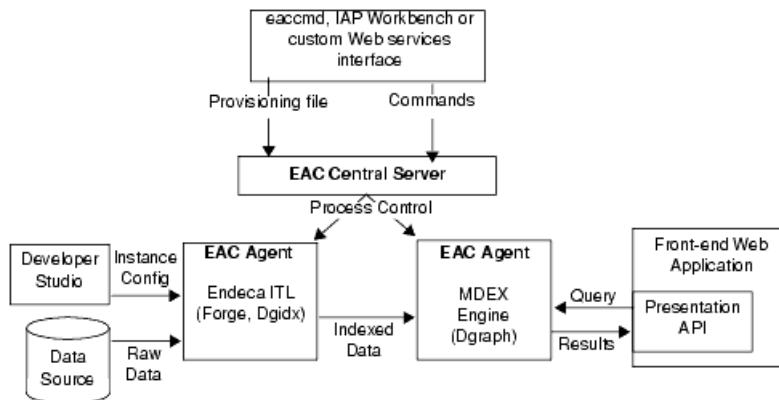 eaccmd, IAP Workbench or
custom Web services
interface
Provisioning file
Commands
EAC Central Server
Process Control
Developer
Studio
Instance
Config
EAC Agent
Endeca ITL
(Forge, Dgidx)
EAC Agent
MDEX
Engine
(Dgraph)
Front-end Web
Application
Query
Presentation
API
Results
Indexed
Data
Data
Source
Raw
Data